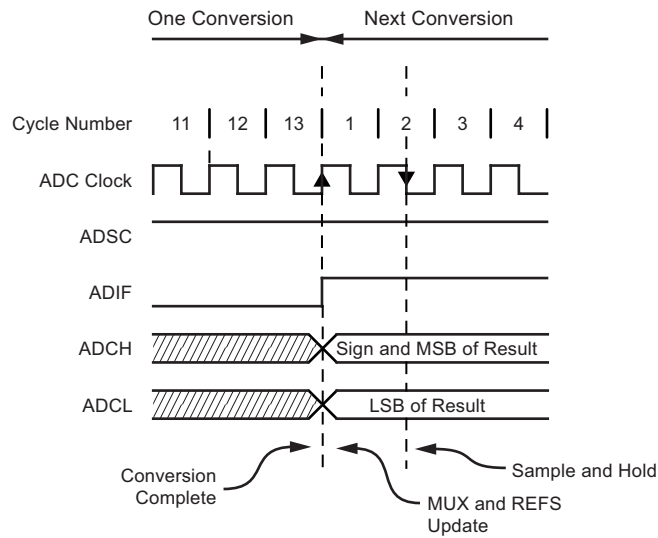 One Conversion
Next Conversion
Cycle Number
11 12 13 1 2 3 4
ADC Clock
ADSC
ADIF
ADCH
Sign and MSB of Result
ADCL
LSB of Result
Conversion
Complete
MUX and REFS
Update
Sample and Hold